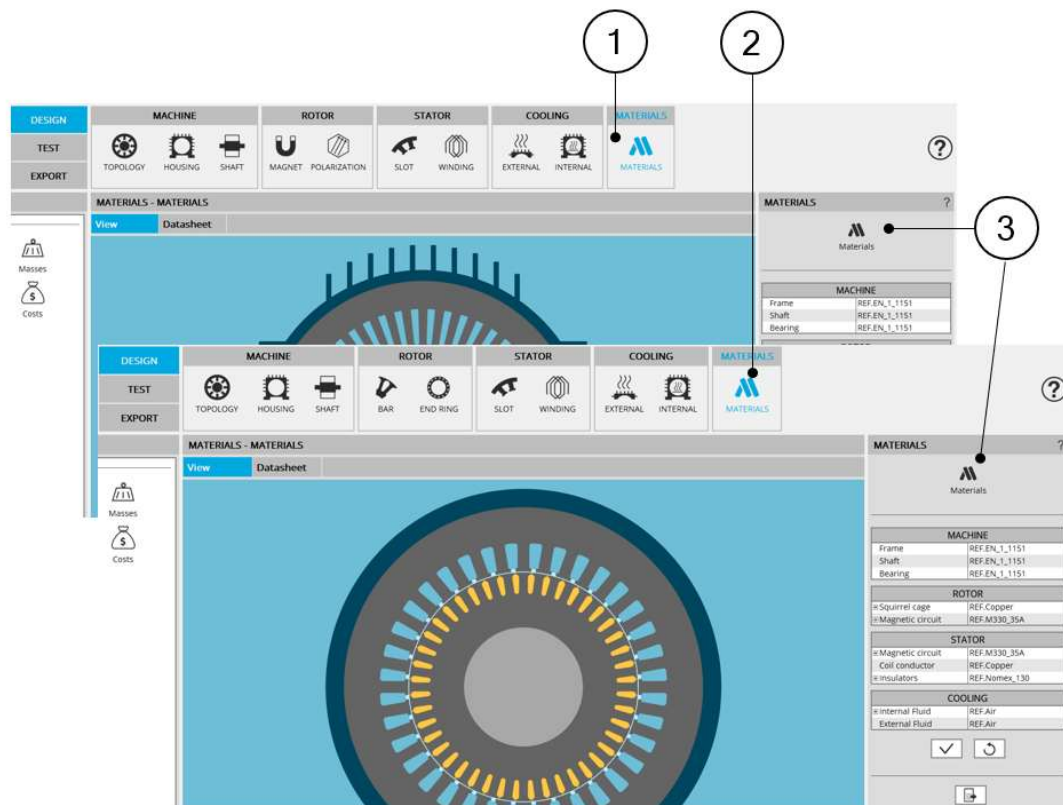 1
2
3
DESIGN
TEST
EXPORT
MACHINE
TOPOLOGY HOUSING SHAFT
ROTOR
MAGNET POLARIZATION
STATOR
SLOT WINDING
COOLING
EXTERNAL INTERNAL
MATERIALS
MATERIALS
?
MATERIALS - MATERIALS
View Datasheet
Masses
$
Costs
MATERIALS ?
Materials
MACHINE
Frame REF.EN_1_1151
Shaft REF.EN_1_1151
Bearing REF.EN_1_1151
DESIGN
TEST
EXPORT
MACHINE
TOPOLOGY HOUSING SHAFT
ROTOR
BAR END RING
STATOR
SLOT WINDING
COOLING
EXTERNAL INTERNAL
MATERIALS
MATERIALS
?
MATERIALS - MATERIALS
View Datasheet
Masses
$
Costs
MATERIALS ?
Materials
MACHINE
Frame REF.EN_1_1151
Shaft REF.EN_1_1151
Bearing REF.EN_1_1151
ROTOR
Squirrel cage REF.Copper
Magnetic circuit REF.M330_35A
STATOR
Magnetic circuit REF.M330_35A
Coil conductor REF.Copper
Insulators REF.Nomex_130
COOLING
Internal Fluid REF.Air
External Fluid REF.Air